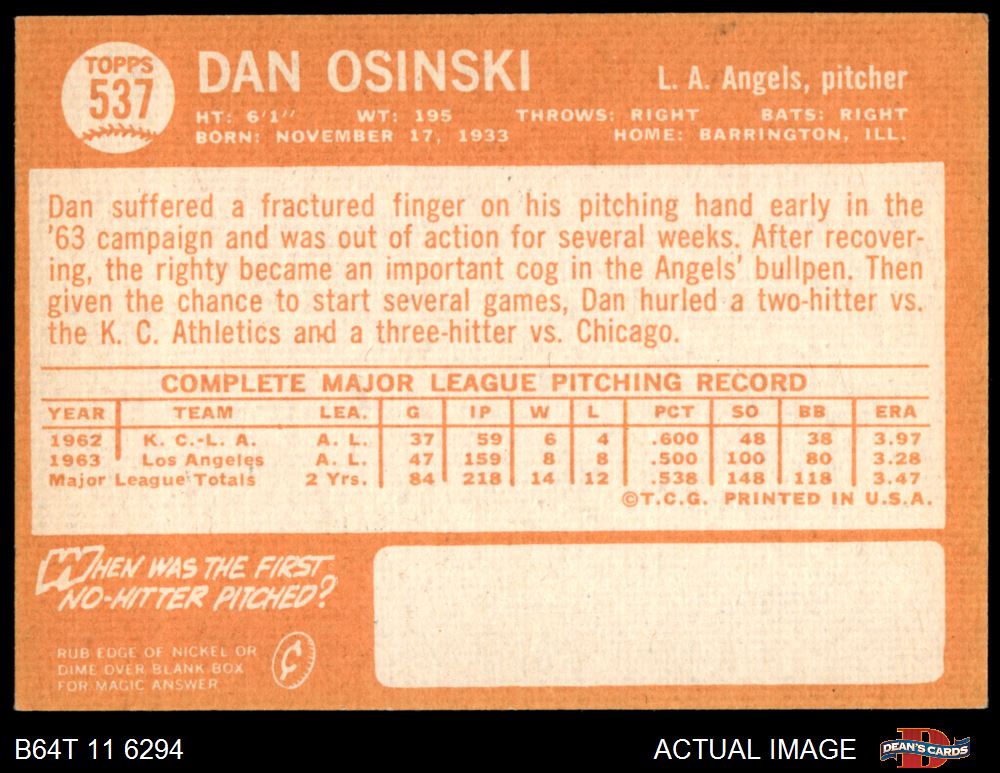 TOPPS
537
DAN OSINSKI
L. A. Angels, pitcher
HT: 6'1" WT: 195 THROWS: RIGHT BATS: RIGHT
BORN: NOVEMBER 17, 1933 HOME: BARRINGTON, ILL.
Dan suffered a fractured finger on his pitching hand early in the
'63 campaign and was out of action for several weeks. After recover-
ing, the righty became an important cog in the Angels' bullpen. Then
given the chance to start several games, Dan hurled a two-hitter vs.
the K. C. Athletics and a three-hitter vs. Chicago.
COMPLETE MAJOR LEAGUE PITCHING RECORD
YEAR TEAM LEA. G IP W L PCT SO BB ERA
1962 K. C.-L. A. A. L. 37 59 6 4 .600 48 38 3.97
1963 Los Angeles A. L. 47 159 8 8 .500 100 80 3.28
Major League Totals 2 Yrs. 84 218 14 12 .538 148 118 3.47
©T.C.G. PRINTED IN U.S.A.
WHEN WAS THE FIRST
NO-HITTER PITCHED?
RUB EDGE OF NICKEL OR
DIME OVER BLANK BOX
FOR MAGIC ANSWER
¢
B64T 11 6294
ACTUAL IMAGE
DEAN'S CARDS